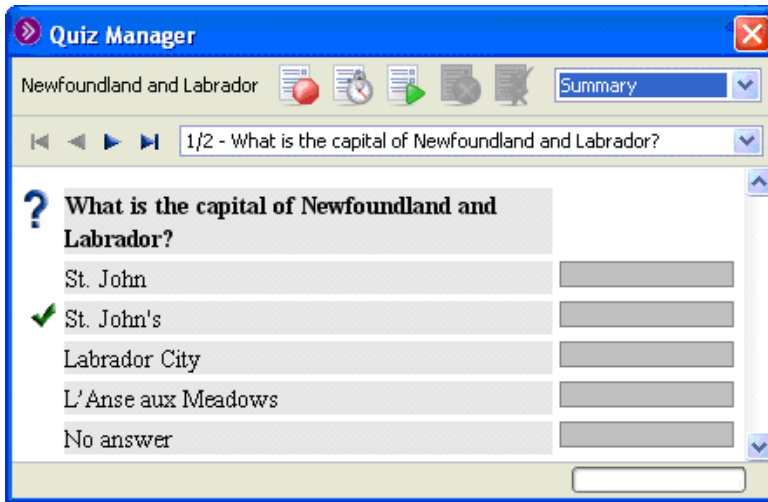 Quiz Manager
Newfoundland and Labrador
Summary
1/2 - What is the capital of Newfoundland and Labrador?
What is the capital of Newfoundland and
Labrador?
St. John
St. John's
Labrador City
L'Anse aux Meadows
No answer